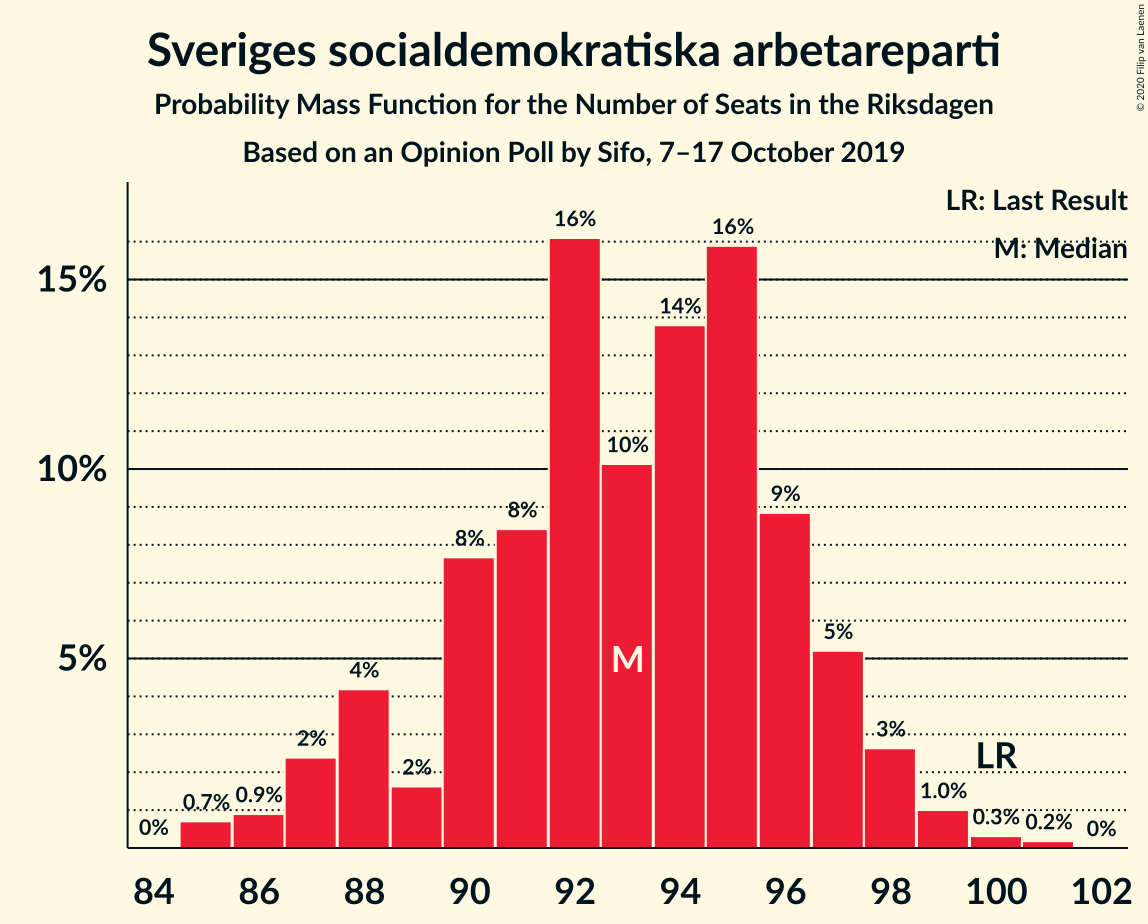 Sveriges socialdemokratiska arbetareparti
Probability Mass Function for the Number of Seats in the Riksdagen
Based on an Opinion Poll by Sifo, 7–17 October 2019
© 2020 Filip van Laenen
LR: Last Result
M: Median
15%
10%
5%
0%
0.7%
0.9%
2%
4%
2%
8%
8%
16%
10%
14%
16%
9%
5%
3%
1.0%
0.3%
0.2%
0%
M
LR
84 86 88 90 92 94 96 98 100 102